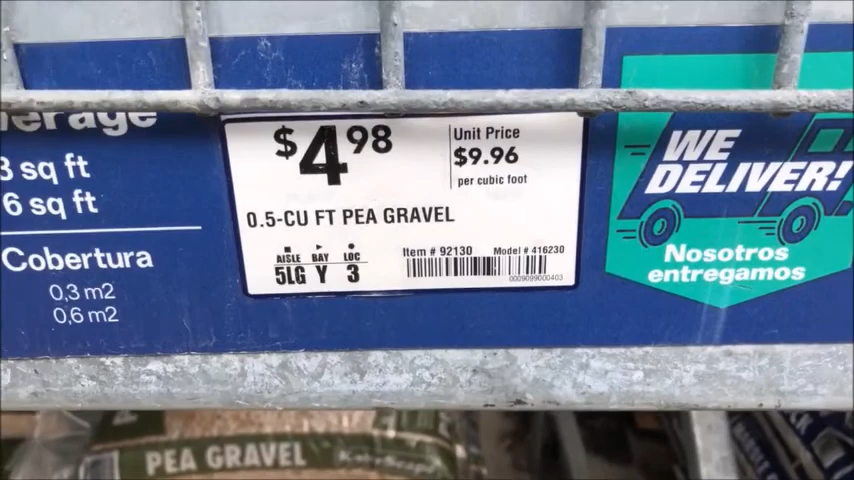 3 sq ft
6 sq ft
Cobertura
0,3 m2
0,6 m2
$4 98
Unit Price
$9.96
per cubic foot
0.5-CU FT PEA GRAVEL
AISLE BAY LOC
5LG Y 3
Item # 92130 Model # 416230
0009099000403
WE
DELIVER!
Nosotros
entregamos
PEA GRAVEL